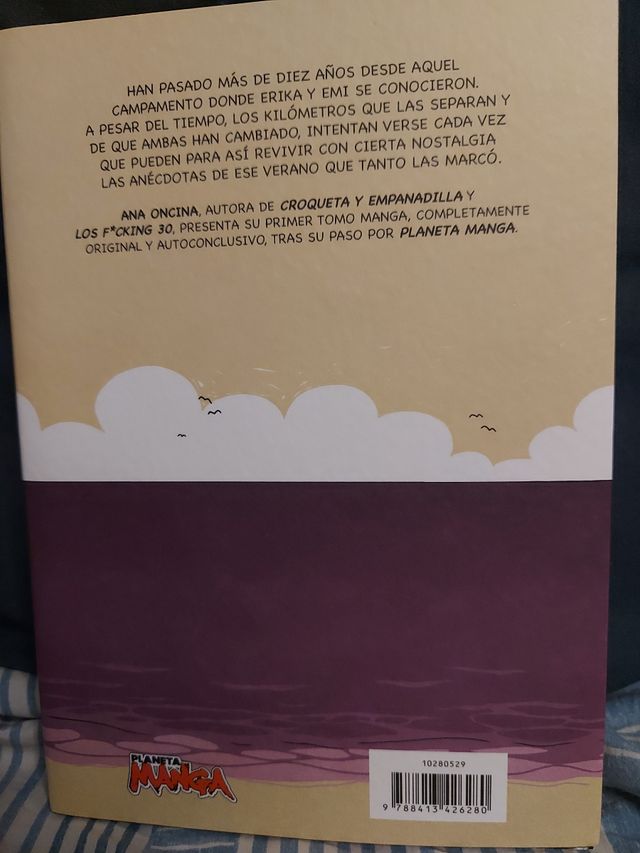 HAN PASADO MÁS DE DIEZ AÑOS DESDE AQUEL
CAMPAMENTO DONDE ERIKA Y EMI SE CONOCIERON.
A PESAR DEL TIEMPO, LOS KILÓMETROS QUE LAS SEPARAN Y
DE QUE AMBAS HAN CAMBIADO, INTENTAN VERSE CADA VEZ
QUE PUEDEN PARA ASÍ REVIVIR CON CIERTA NOSTALGIA
LAS ANÉCDOTAS DE ESE VERANO QUE TANTO LAS MARCÓ.
ANA ONCINA, AUTORA DE CROQUETA Y EMPANADILLA Y
LOS F*CKING 30, PRESENTA SU PRIMER TOMO MANGA, COMPLETAMENTE
ORIGINAL Y AUTOCONCLUSIVO, TRAS SU PASO POR PLANETA MANGA.
PLANETA
MANGA
10280529
9 788413 426280